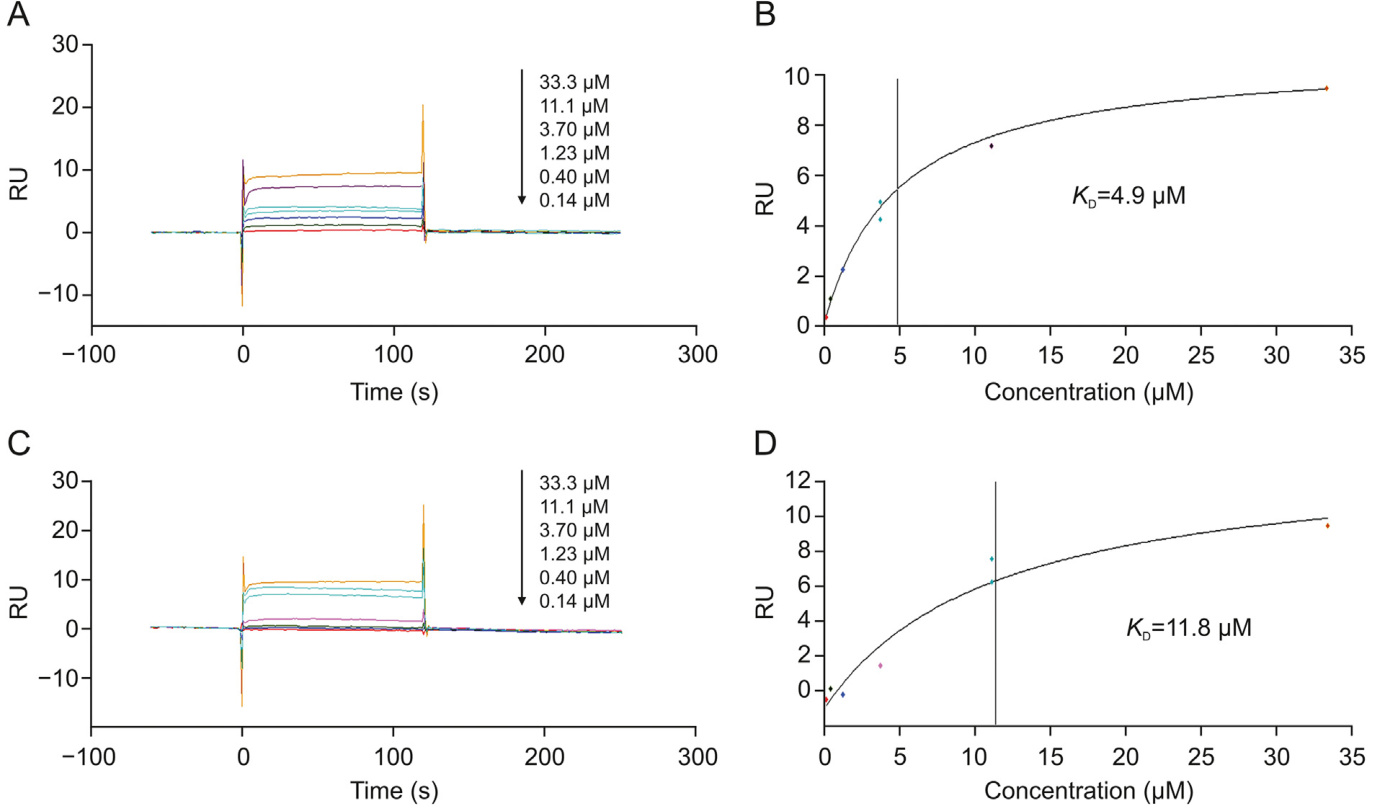 A
30
20
10
0
−10
RU
−100
0
100
200
300
Time (s)
33.3 µM
11.1 µM
3.70 µM
1.23 µM
0.40 µM
0.14 µM
B
10
8
6
4
2
0
RU
0
5
10
15
20
25
30
35
Concentration (µM)
KD=4.9 µM
C
30
20
10
0
−10
RU
−100
0
100
200
300
Time (s)
33.3 µM
11.1 µM
3.70 µM
1.23 µM
0.40 µM
0.14 µM
D
12
10
8
6
4
2
0
RU
0
5
10
15
20
25
30
35
Concentration (µM)
KD=11.8 µM